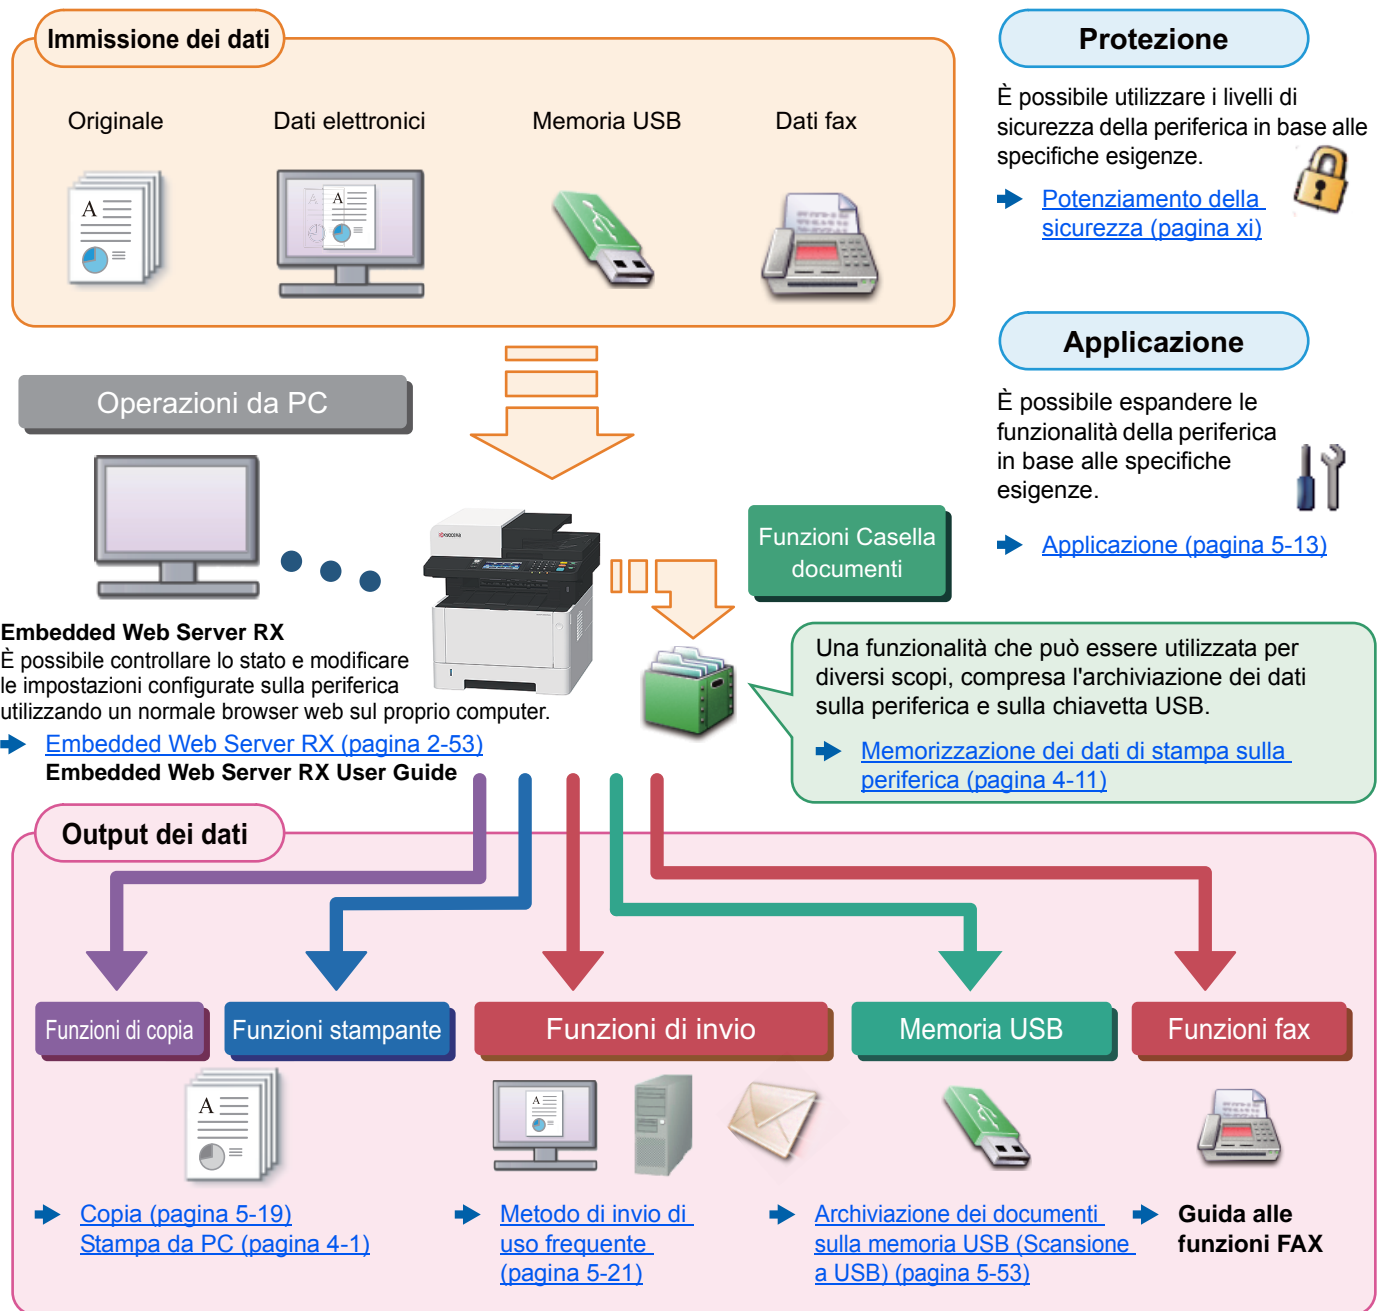 Immissione dei dati
Originale
Dati elettronici
Memoria USB
Dati fax
Protezione
È possibile utilizzare i livelli di
sicurezza della periferica in base alle
specifiche esigenze.
Potenziamento della
sicurezza (pagina xi)
Applicazione
È possibile espandere le
funzionalità della periferica
in base alle specifiche
esigenze.
Applicazione (pagina 5-13)
Operazioni da PC
Embedded Web Server RX
È possibile controllare lo stato e modificare
le impostazioni configurate sulla periferica
utilizzando un normale browser web sul proprio computer.
Embedded Web Server RX (pagina 2-53)
Embedded Web Server RX User Guide
KYOCERA
Funzioni Casella
documenti
Una funzionalità che può essere utilizzata per
diversi scopi, compresa l'archiviazione dei dati
sulla periferica e sulla chiavetta USB.
Memorizzazione dei dati di stampa sulla
periferica (pagina 4-11)
Output dei dati
Funzioni di copia
Funzioni stampante
Funzioni di invio
Memoria USB
Funzioni fax
Copia (pagina 5-19)
Stampa da PC (pagina 4-1)
Metodo di invio di
uso frequente
(pagina 5-21)
Archiviazione dei documenti
sulla memoria USB (Scansione
a USB) (pagina 5-53)
Guida alle
funzioni FAX